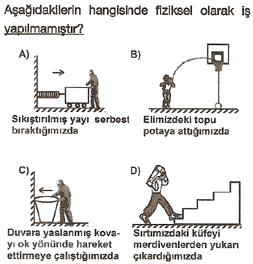 Aşağıdakilerin hangisinde fiziksel olarak iş
yapılmamıştır?
A)
B)
Sıkıştırılmış yayı serbest
bıraktığımızda
Elimizdeki topu
potaya attığımızda
C)
D)
Duvara yaslanmış kova-
yı ok yönünde hareket
ettirmeye çalıştığımızda
Sırtımızdaki küfeyi
merdivenlerden yukarı
çıkardığımızda